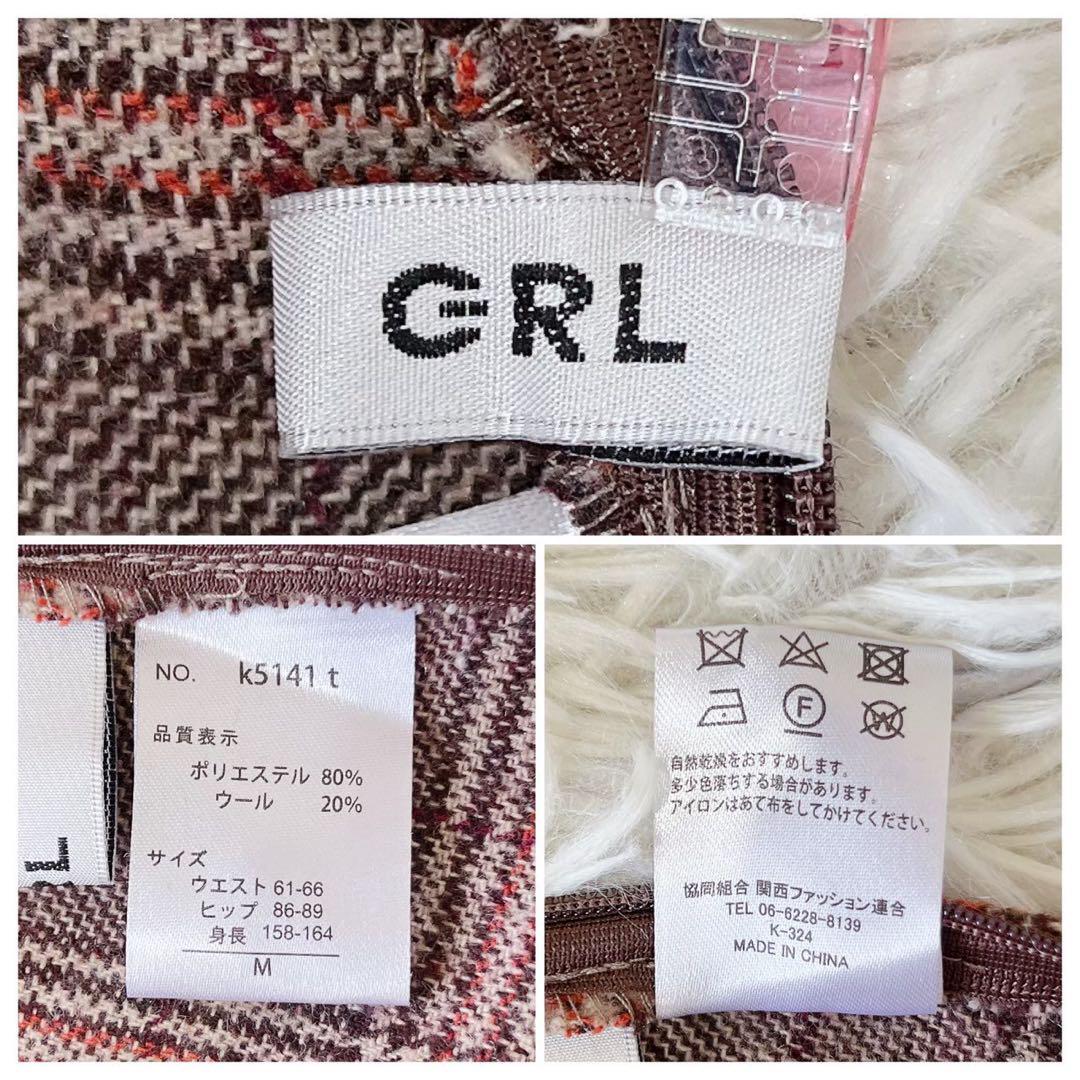 GRL
NO. k5141 t
品質表示
ポリエステル 80%
ウール 20%
サイズ
ウエスト 61-66
ヒップ 86-89
身長 158-164
M
L
自然乾燥をおすすめします。
多少色落ちする場合があります。
アイロンはあて布をしてかけてください。
協岡組合 関西ファッション連合
TEL 06-6228-8139
K-324
MADE IN CHINA